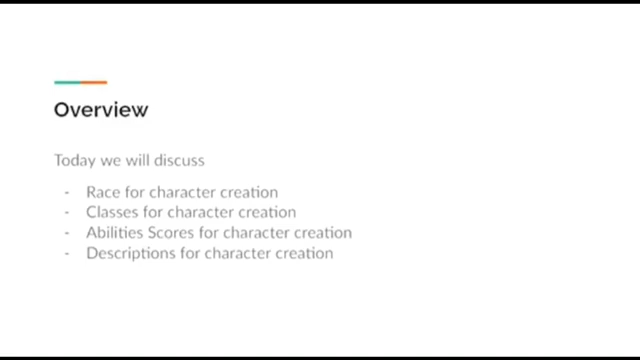 Overview
Today we will discuss
- Race for character creation
- Classes for character creation
- Abilities Scores for character creation
- Descriptions for character creation